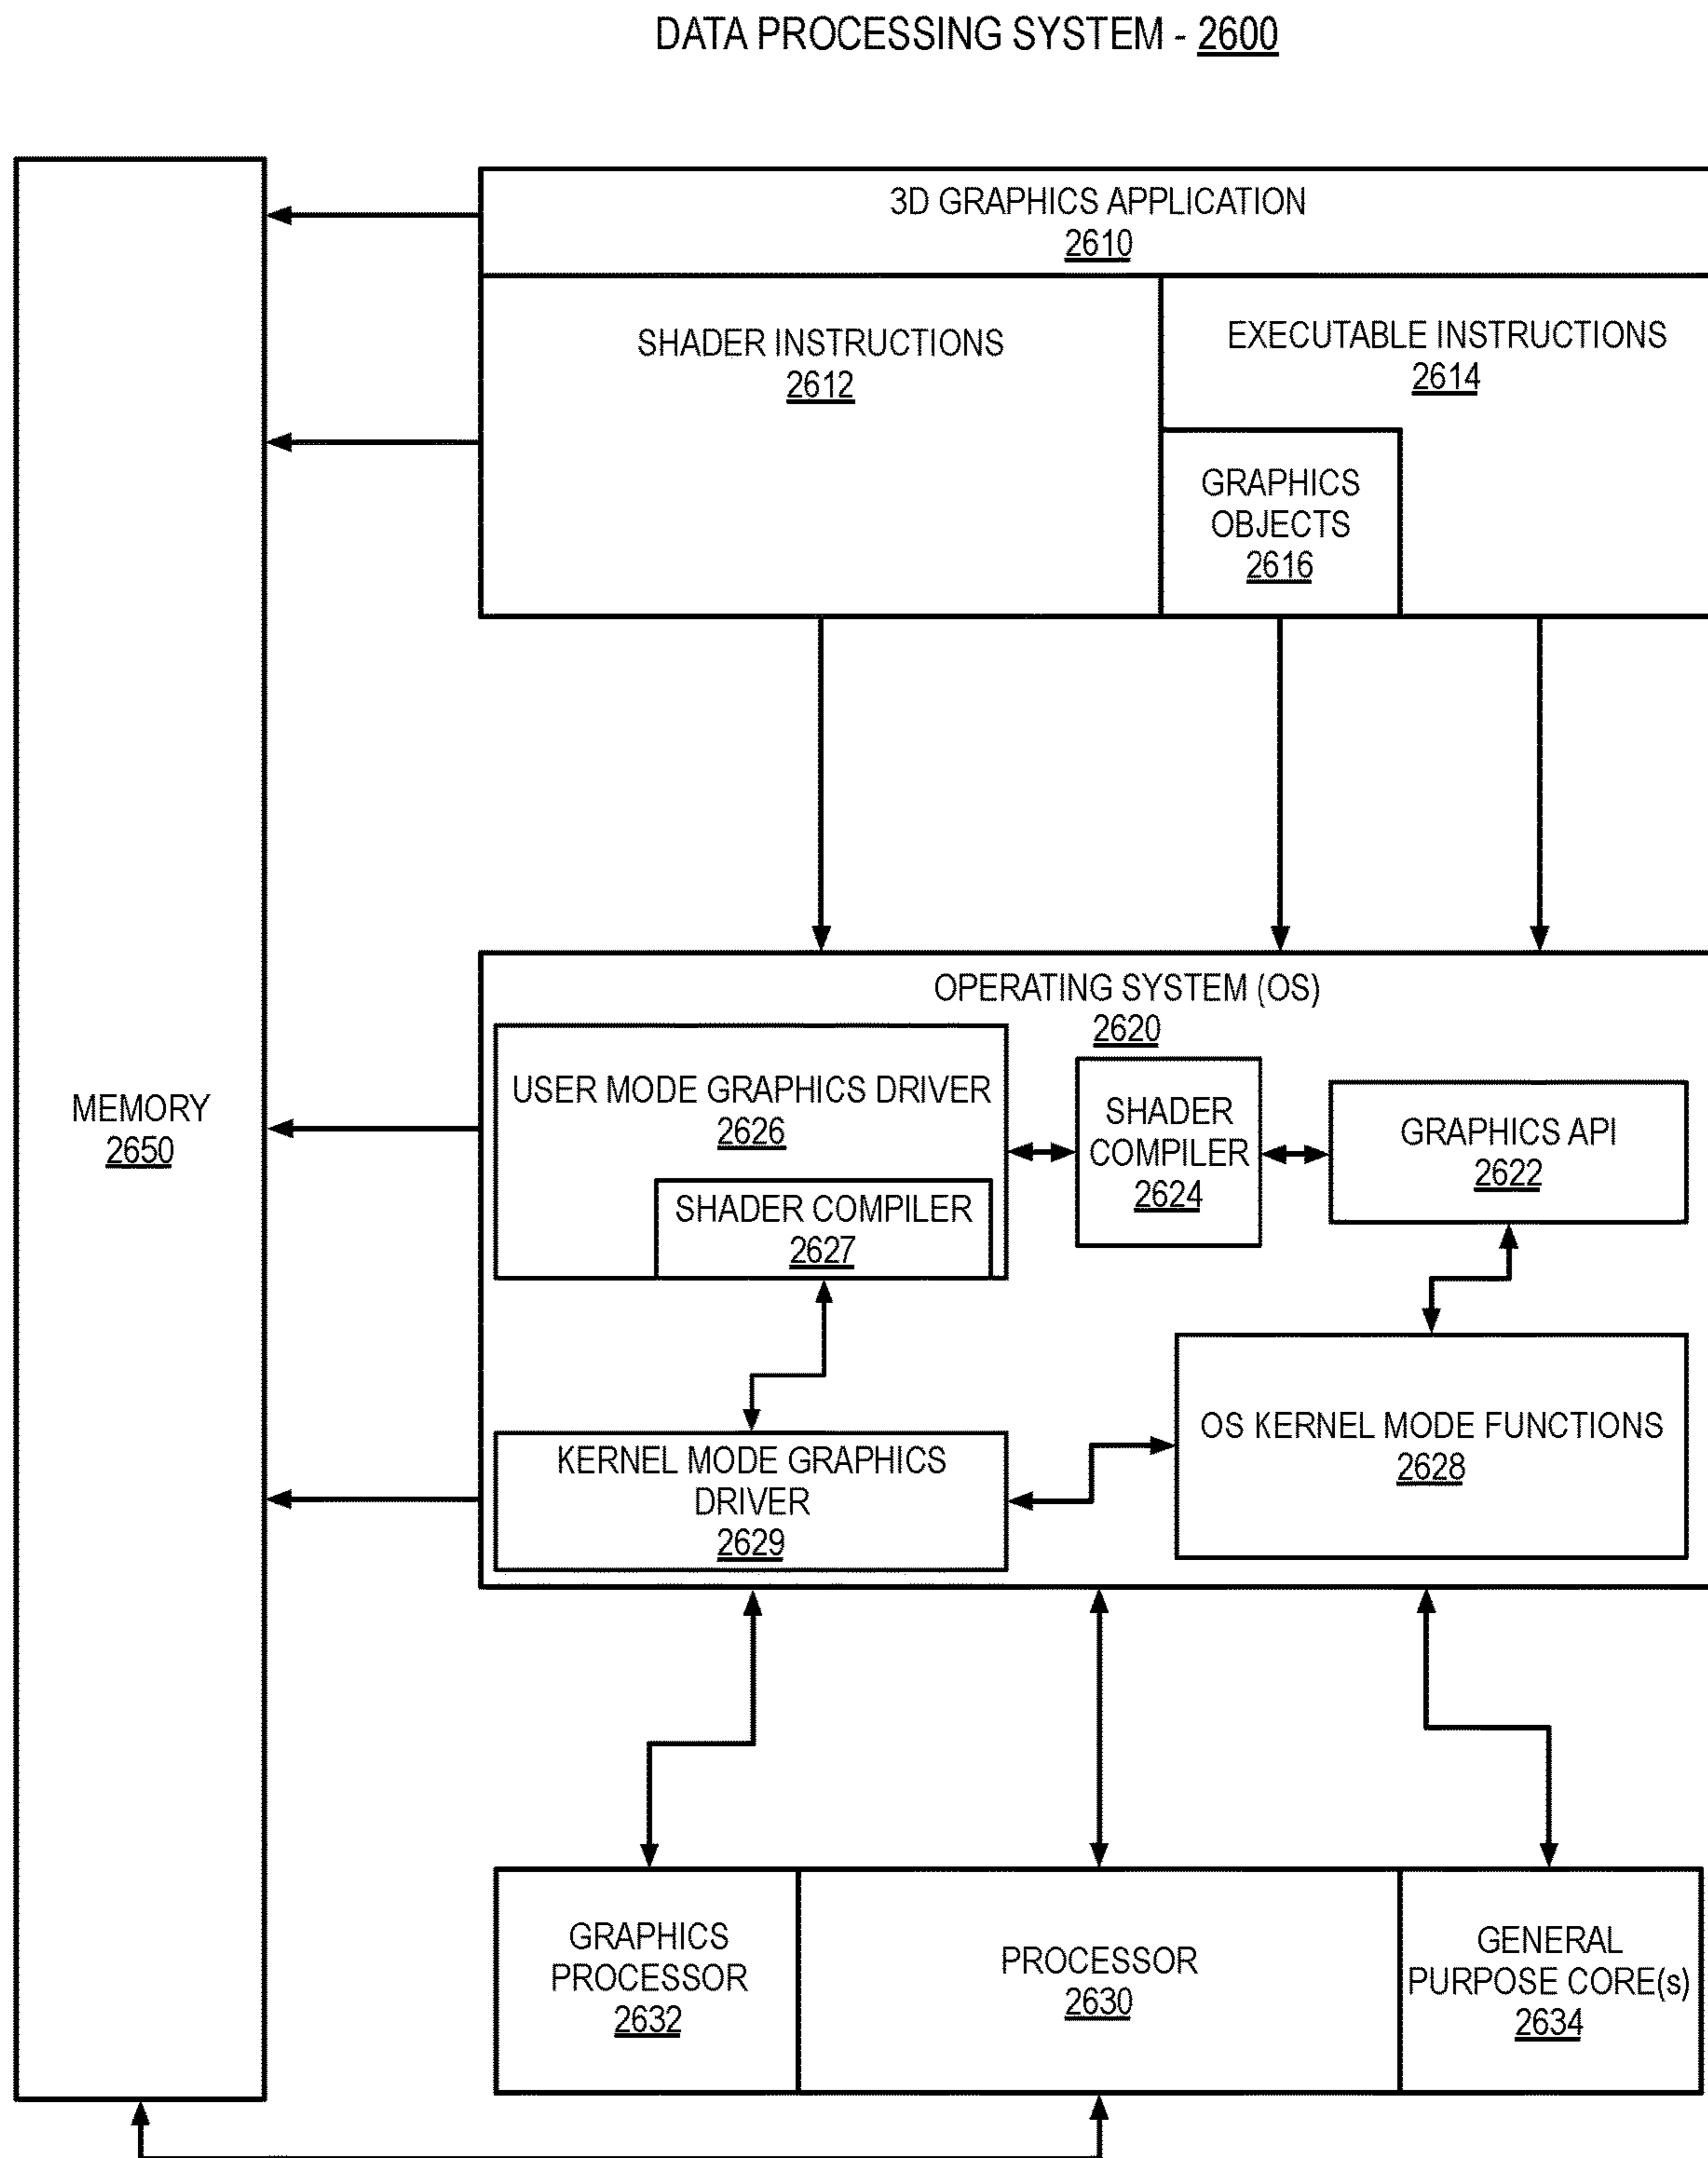 DATA PROCESSING SYSTEM - 2600
3D GRAPHICS APPLICATION
2610
SHADER INSTRUCTIONS
2612
EXECUTABLE INSTRUCTIONS
2614
GRAPHICS
OBJECTS
2616
MEMORY
2650
OPERATING SYSTEM (OS)
2620
USER MODE GRAPHICS DRIVER
2626
SHADER COMPILER
2627
SHADER
COMPILER
2624
GRAPHICS API
2622
KERNEL MODE GRAPHICS
DRIVER
2629
OS KERNEL MODE FUNCTIONS
2628
GRAPHICS
PROCESSOR
2632
PROCESSOR
2630
GENERAL
PURPOSE CORE(s)
2634